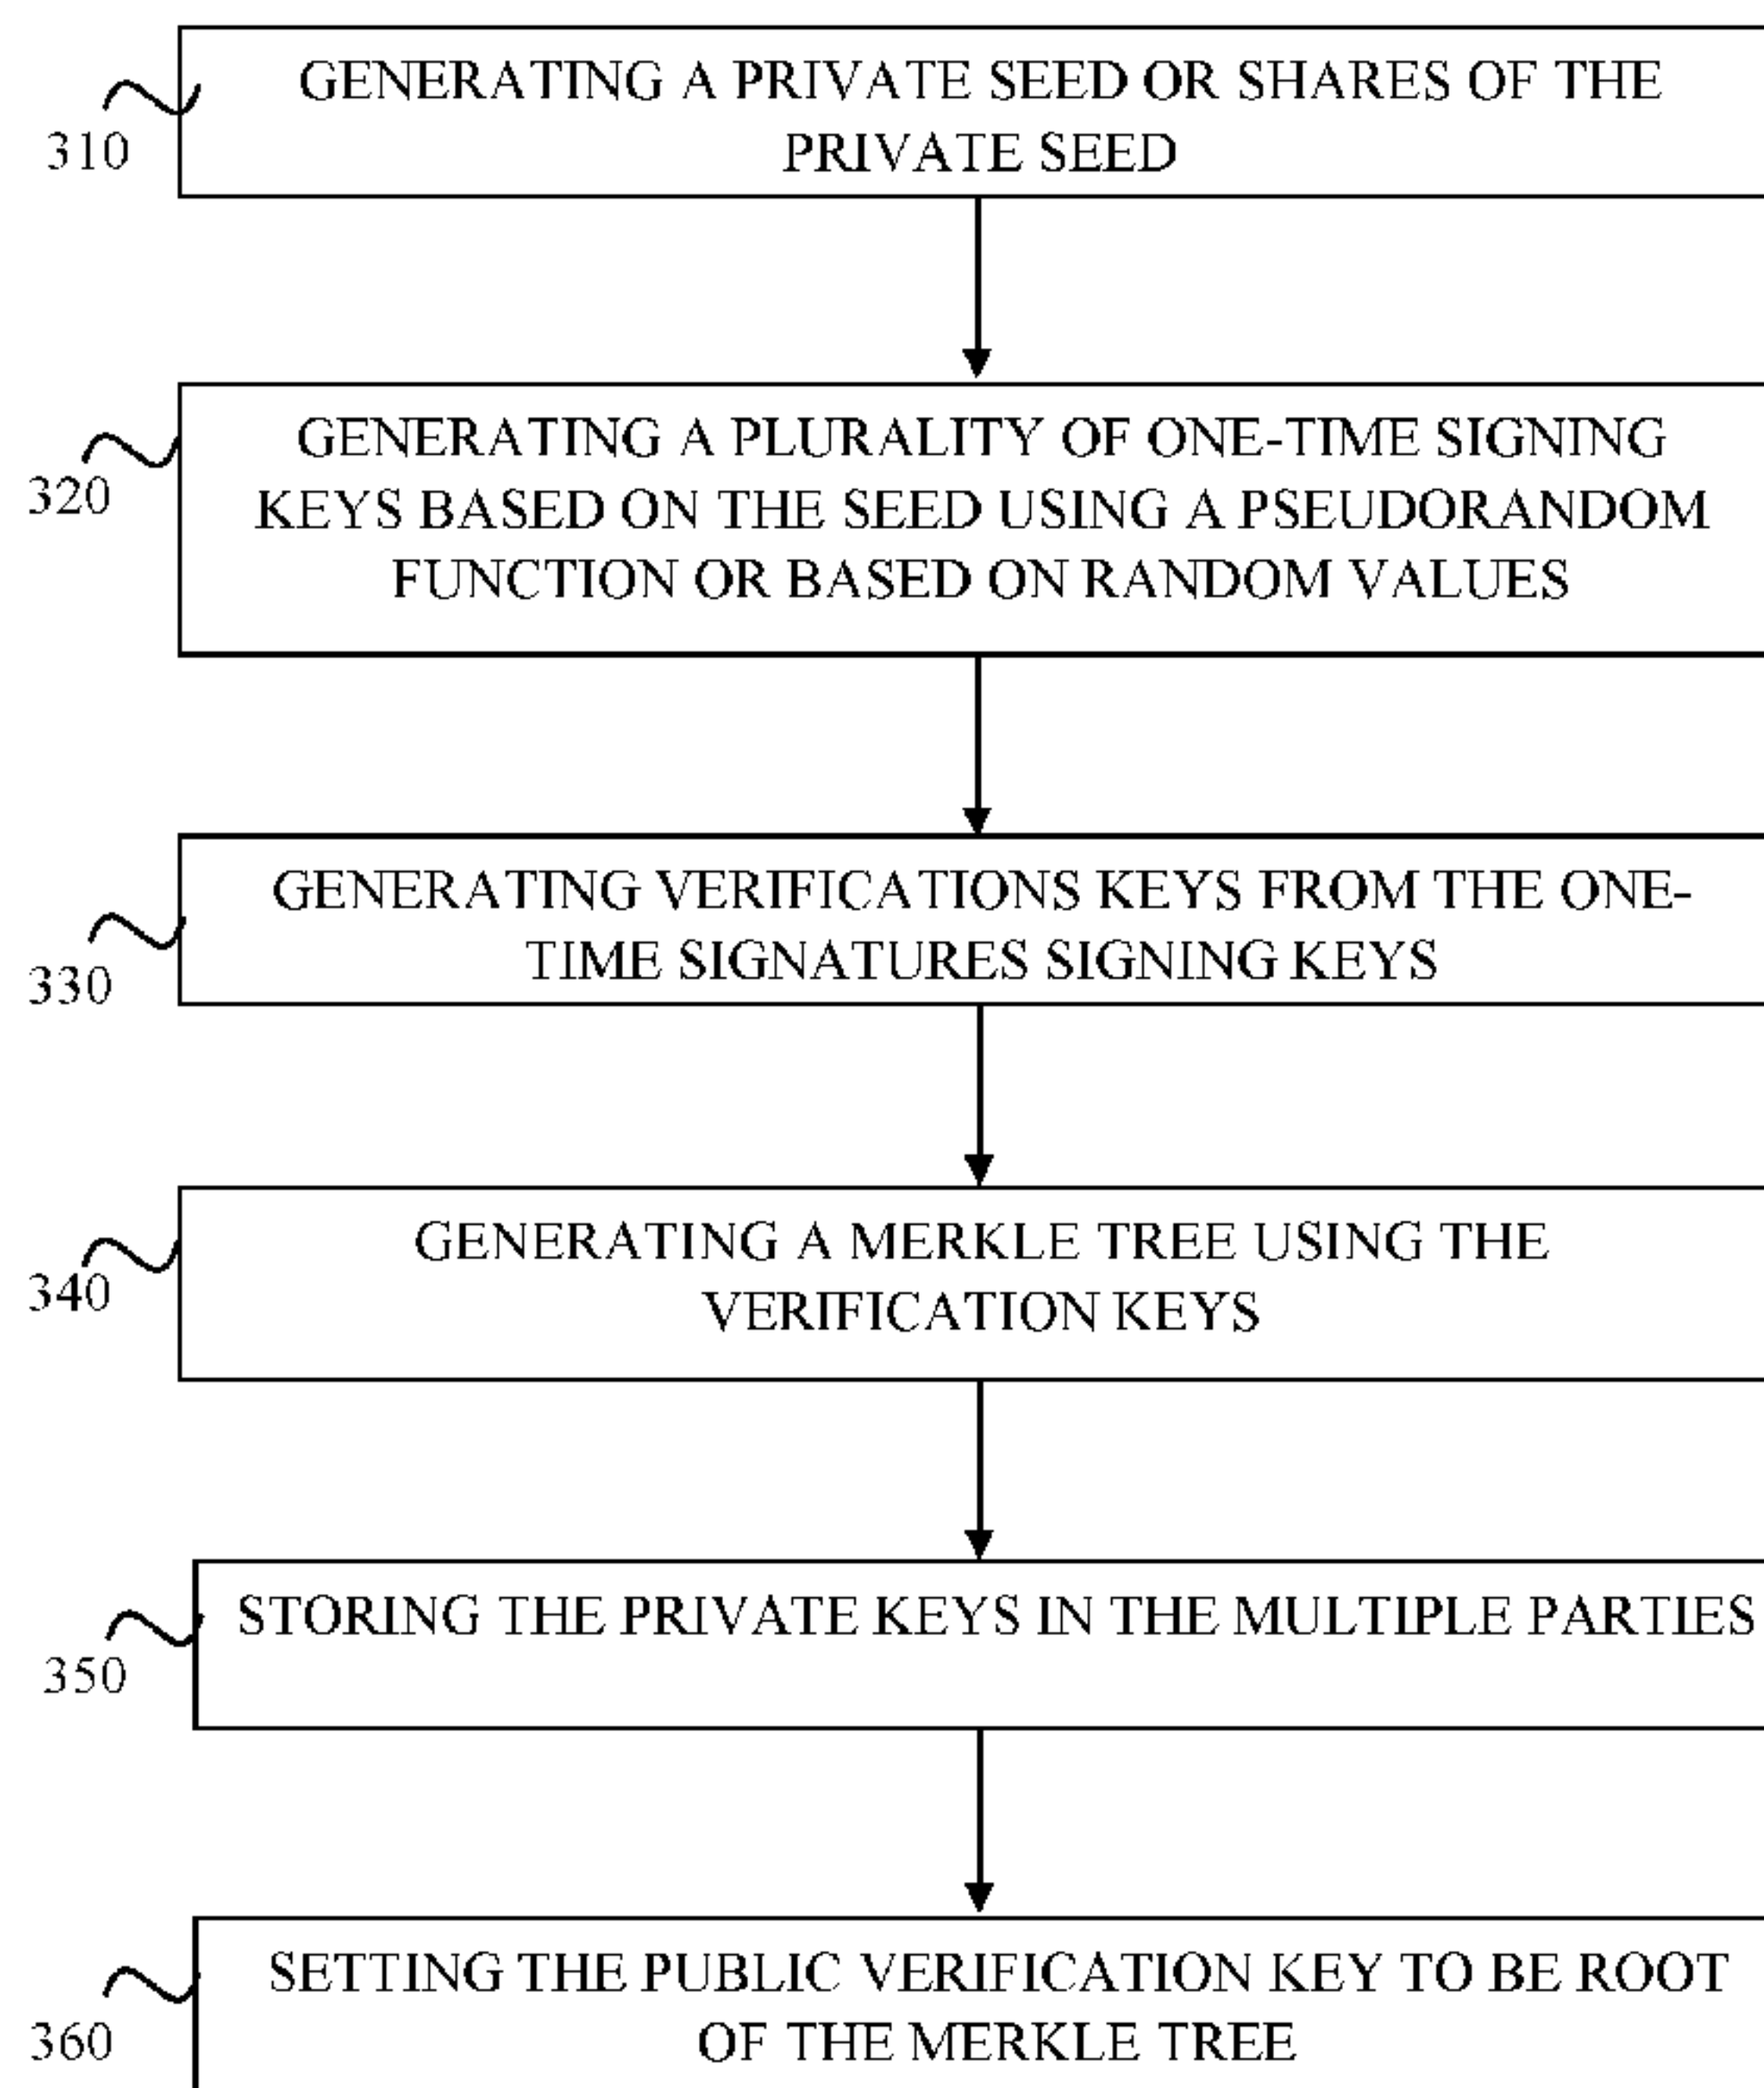 GENERATING A PRIVATE SEED OR SHARES OF THE
PRIVATE SEED
310
GENERATING A PLURALITY OF ONE-TIME SIGNING
KEYS BASED ON THE SEED USING A PSEUDORANDOM
FUNCTION OR BASED ON RANDOM VALUES
320
GENERATING VERIFICATIONS KEYS FROM THE ONE-
TIME SIGNATURES SIGNING KEYS
330
GENERATING A MERKLE TREE USING THE
VERIFICATION KEYS
340
STORING THE PRIVATE KEYS IN THE MULTIPLE PARTIES
350
SETTING THE PUBLIC VERIFICATION KEY TO BE ROOT
OF THE MERKLE TREE
360